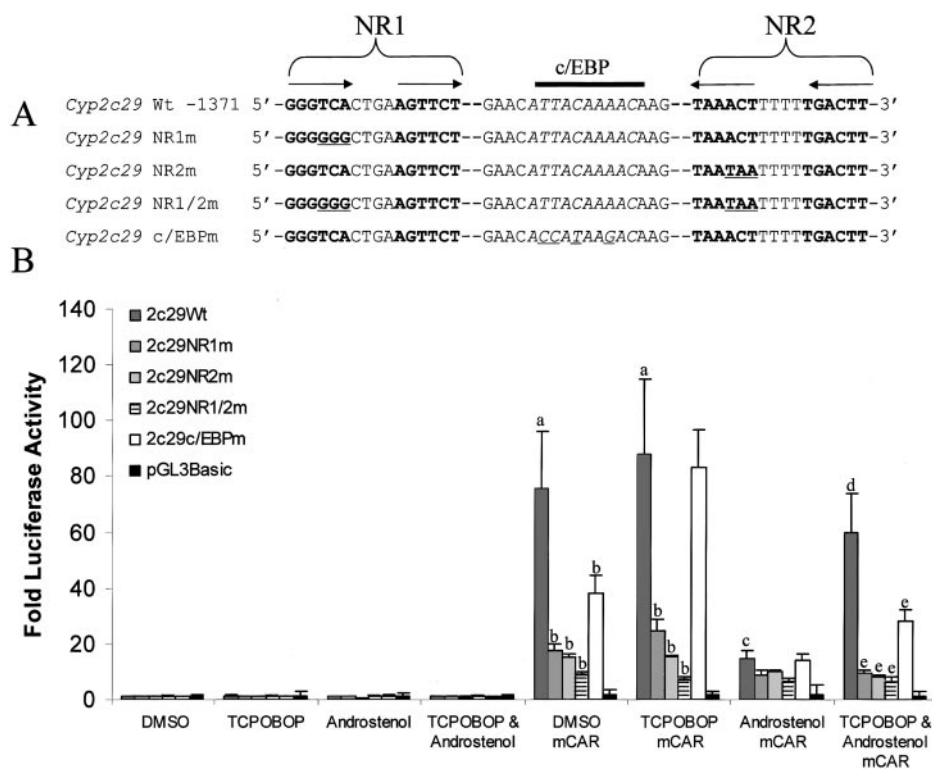 NR1 NR2
c/EBP
A
Cyp2c29 Wt -1371 5’-GGGTCACTGAAGTTCT--GAACATTACAAAACAAG--TAAACTTTTTTGACTT-3’
Cyp2c29 NR1m 5’-GGGGGGCTGAAGTTCT--GAACATTACAAAACAAG--TAAACTTTTTTGACTT-3’
Cyp2c29 NR2m 5’-GGGTCACTGAAGTTCT--GAACATTACAAAACAAG--TAATAATTTTTGACTT-3’
Cyp2c29 NR1/2m 5’-GGGGGGCTGAAGTTCT--GAACATTACAAAACAAG--TAATAATTTTTGACTT-3’
Cyp2c29 c/EBPm 5’-GGGTCACTGAAGTTCT--GAACACCATAAGACAAG--TAAACTTTTTTGACTT-3’
B
Fold Luciferase Activity
140
120
100
80
60
40
20
0
2c29Wt
2c29NR1m
2c29NR2m
2c29NR1/2m
2c29c/EBPm
pGL3Basic
a b b b b
a b b b
c
d e e e e
DMSO
TCPOBOP
Androstenol
TCPOBOP &
Androstenol
DMSO
mCAR
TCPOBOP
mCAR
Androstenol
mCAR
TCPOBOP &
Androstenol
mCAR